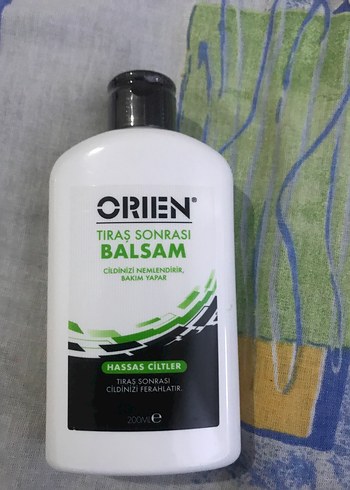 ORIEN®
TIRAŞ SONRASI
BALSAM
CİLDİNİZİ NEMLENDİRİR,
BAKIM YAPAR
HASSAS CİLTLER
TIRAŞ SONRASI
CİLDİNİZİ FERAHLATIR.
200ML e